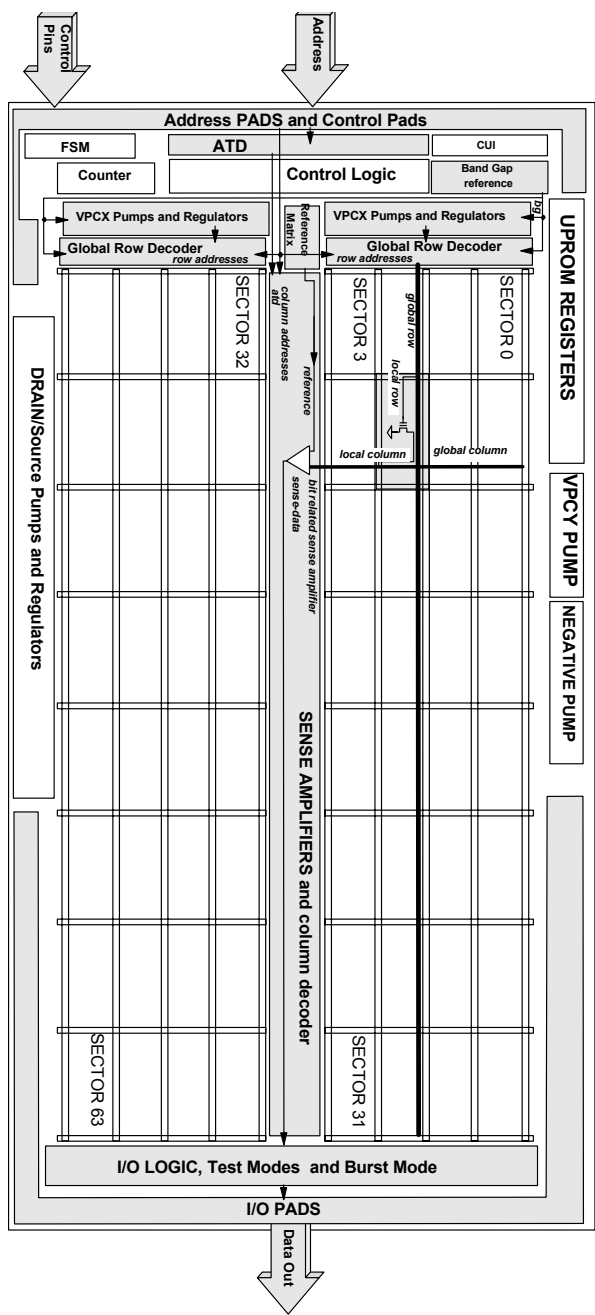 Control
Pins
Address
Address PADS and Control Pads
FSM
ATD
CUI
Counter
Control Logic
Band Gap
reference
bg
VPCX Pumps and Regulators
Reference
Matrix
VPCX Pumps and Regulators
Global Row Decoder
row addresses
Global Row Decoder
row addresses
UPROM REGISTERS
SECTOR 32
column addresses
atd
reference
SECTOR 3
global row
local row
SECTOR 0
local column
global column
DRAIN/Source Pumps and Regulators
sense-data
bit related sense amplifier
VPCY PUMP
NEGATIVE PUMP
SENSE AMPLIFIERS and column decoder
SECTOR 63
SECTOR 31
I/O LOGIC, Test Modes and Burst Mode
I/O PADS
Data Out